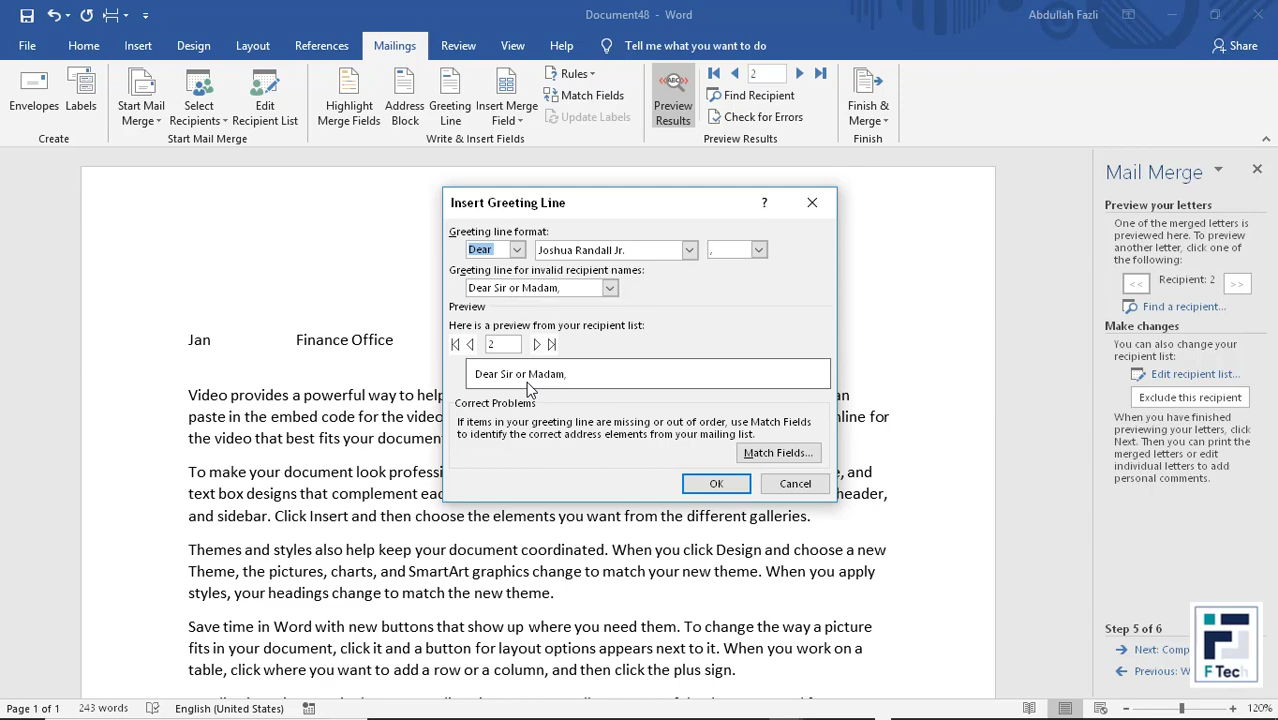 Document48 - Word
Abdullah Fazli
File Home Insert Design Layout References Mailings Review View Help Tell me what you want to do Share
Envelopes Labels
Create
Start Mail Merge
Select Recipients
Edit Recipient List
Start Mail Merge
Highlight Merge Fields
Address Block
Greeting Line
Insert Merge Field
Rules
Match Fields
Update Labels
Write & Insert Fields
ABC
Preview Results
2
Find Recipient
Check for Errors
Preview Results
Finish & Merge
Finish
Insert Greeting Line
?
Greeting line format:
Dear Joshua Randall Jr. ,
Greeting line for invalid recipient names:
Dear Sir or Madam,
Preview
Here is a preview from your recipient list:
2
Dear Sir or Madam,
Correct Problems
If items in your greeting line are missing or out of order, use Match Fields
to identify the correct address elements from your mailing list.
Match Fields...
OK Cancel
Jan Finance Office
Video provides a powerful way to help
an
paste in the embed code for the video
nline for
the video that best fits your document
To make your document look professi
e, and
text box designs that complement eac
header,
and sidebar. Click Insert and then choose the elements you want from the different galleries.
Themes and styles also help keep your document coordinated. When you click Design and choose a new
Theme, the pictures, charts, and SmartArt graphics change to match your new theme. When you apply
styles, your headings change to match the new theme.
Save time in Word with new buttons that show up where you need them. To change the way a picture
fits in your document, click it and a button for layout options appears next to it. When you work on a
table, click where you want to add a row or a column, and then click the plus sign.
Mail Merge
Preview your letters
One of the merged letters is
previewed here. To preview
another letter, click one of
the following:
<< Recipient: 2 >>
Find a recipient...
Make changes
You can also change your
recipient list:
Edit recipient list...
Exclude this recipient
When you have finished
previewing your letters, click
Next. Then you can print the
merged letters or edit
individual letters to add
personal comments.
Step 5 of 6
Next: Comp
Previous: W
F Tech
Page 1 of 1 243 words English (United States) 120%